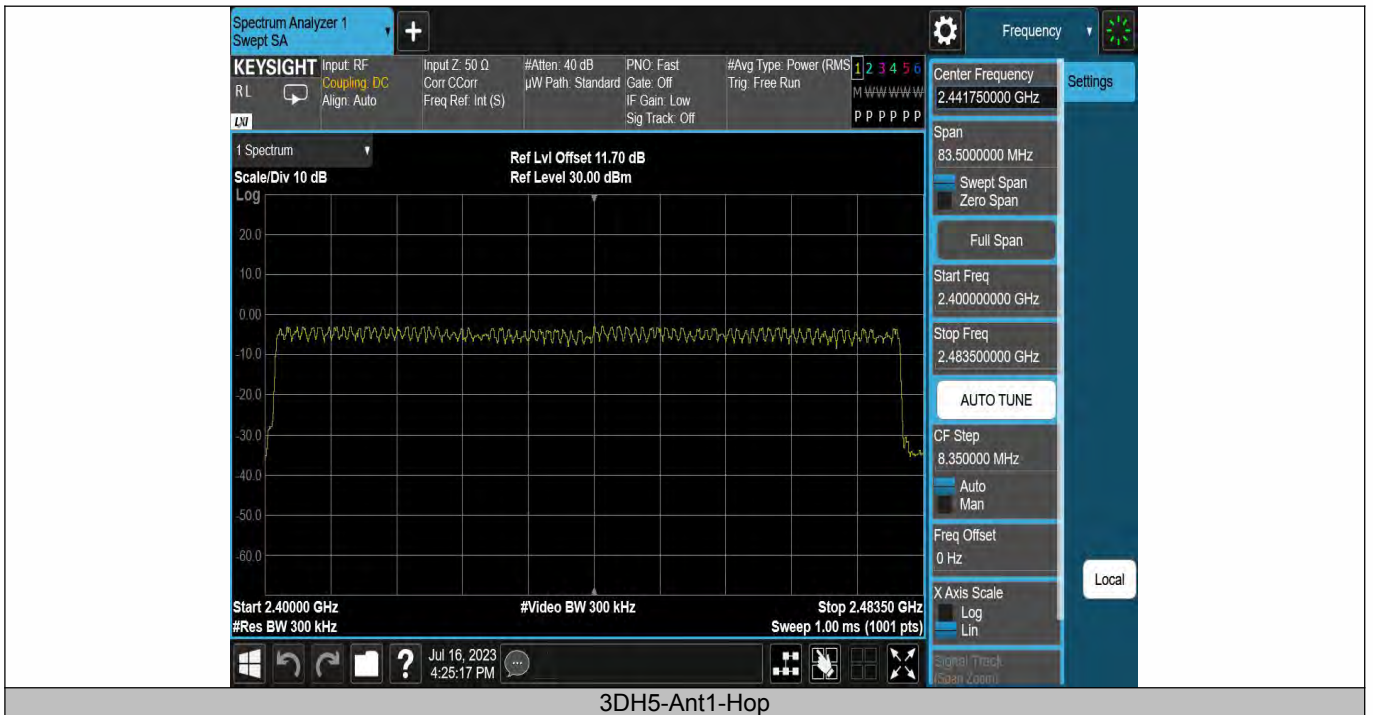 Spectrum Analyzer 1
Swept SA
+
Frequency
KEYSIGHT
RL
LXI
Input: RF
Coupling: DC
Align: Auto
Input Z: 50 Ω
Corr CCorr
Freq Ref: Int (S)
#Atten: 40 dB
µW Path: Standard
PNO: Fast
Gate: Off
IF Gain: Low
Sig Track: Off
#Avg Type: Power (RMS
Trig: Free Run
1 2 3 4 5 6
M W W W W W
P P P P P P
1 Spectrum
Scale/Div 10 dB
Ref Lvl Offset 11.70 dB
Ref Level 30.00 dBm
Log
20.0
10.0
0.00
-10.0
-20.0
-30.0
-40.0
-50.0
-60.0
Start 2.40000 GHz
#Res BW 300 kHz
#Video BW 300 kHz
Stop 2.48350 GHz
Sweep 1.00 ms (1001 pts)
Center Frequency
2.441750000 GHz
Settings
Span
83.5000000 MHz
Swept Span
Zero Span
Full Span
Start Freq
2.400000000 GHz
Stop Freq
2.483500000 GHz
AUTO TUNE
CF Step
8.350000 MHz
Auto
Man
Freq Offset
0 Hz
X Axis Scale
Log
Lin
Signal Track
(Span Zoom)
Local
?
Jul 16, 2023
4:25:17 PM
3DH5-Ant1-Hop